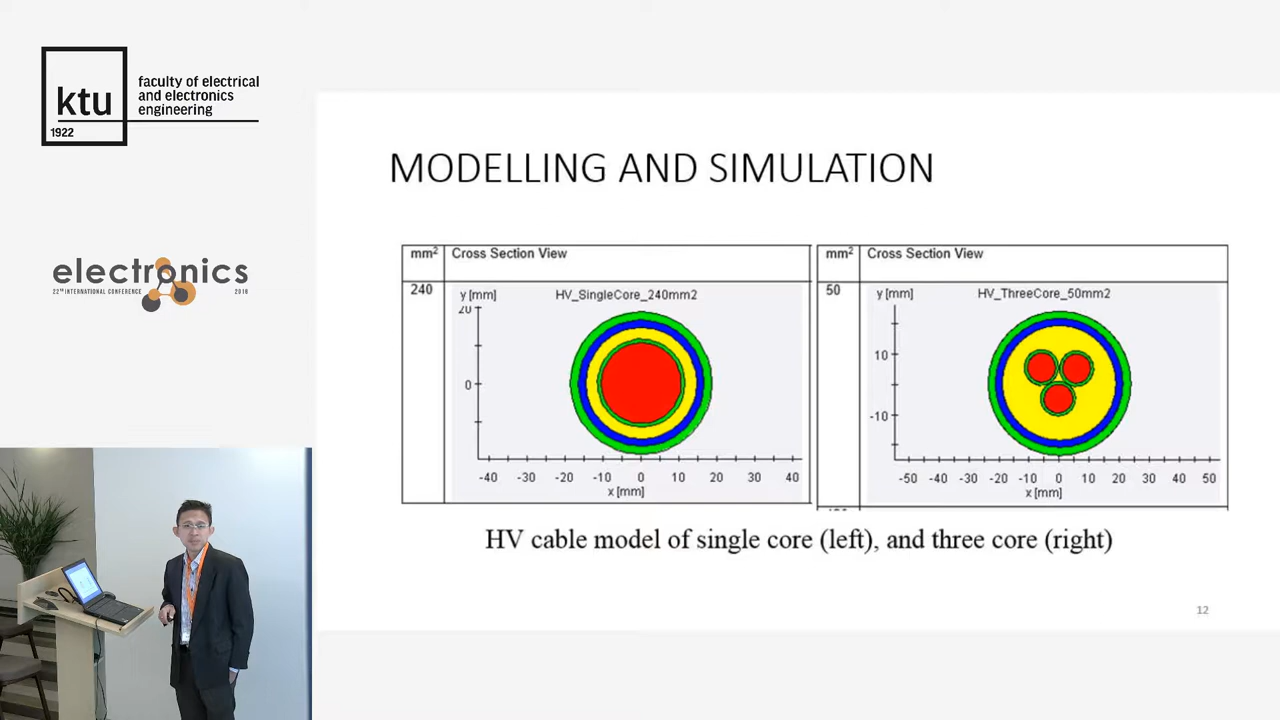 ktu
1922
faculty of electrical
and electronics
engineering
electronics
22ND INTERNATIONAL CONFERENCE 2018
MODELLING AND SIMULATION
mm² Cross Section View
240
y [mm] HV_SingleCore_240mm2
20
0
-40 -30 -20 -10 0 10 20 30 40
x [mm]
mm² Cross Section View
50
y [mm] HV_ThreeCore_50mm2
10
-10
-50 -40 -30 -20 -10 0 10 20 30 40 50
x [mm]
HV cable model of single core (left), and three core (right)
12